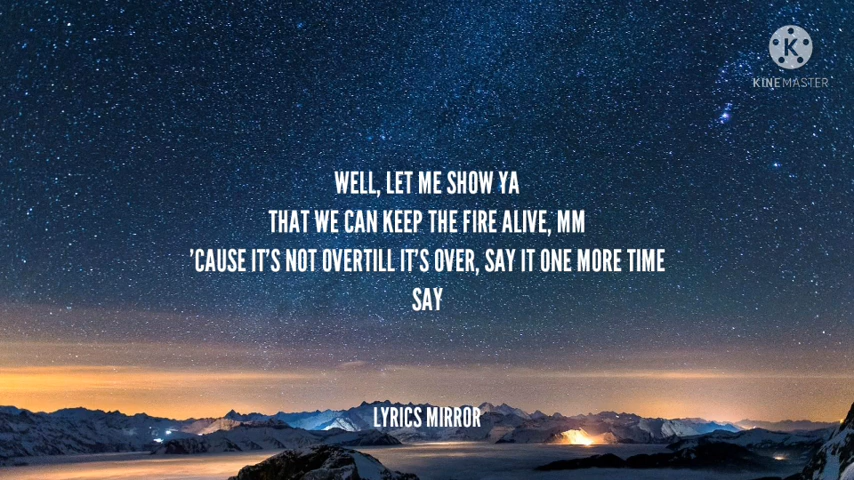 K
KINEMASTER
WELL, LET ME SHOW YA
THAT WE CAN KEEP THE FIRE ALIVE, MM
'CAUSE IT'S NOT OVERTILL IT'S OVER, SAY IT ONE MORE TIME
SAY
LYRICS MIRROR